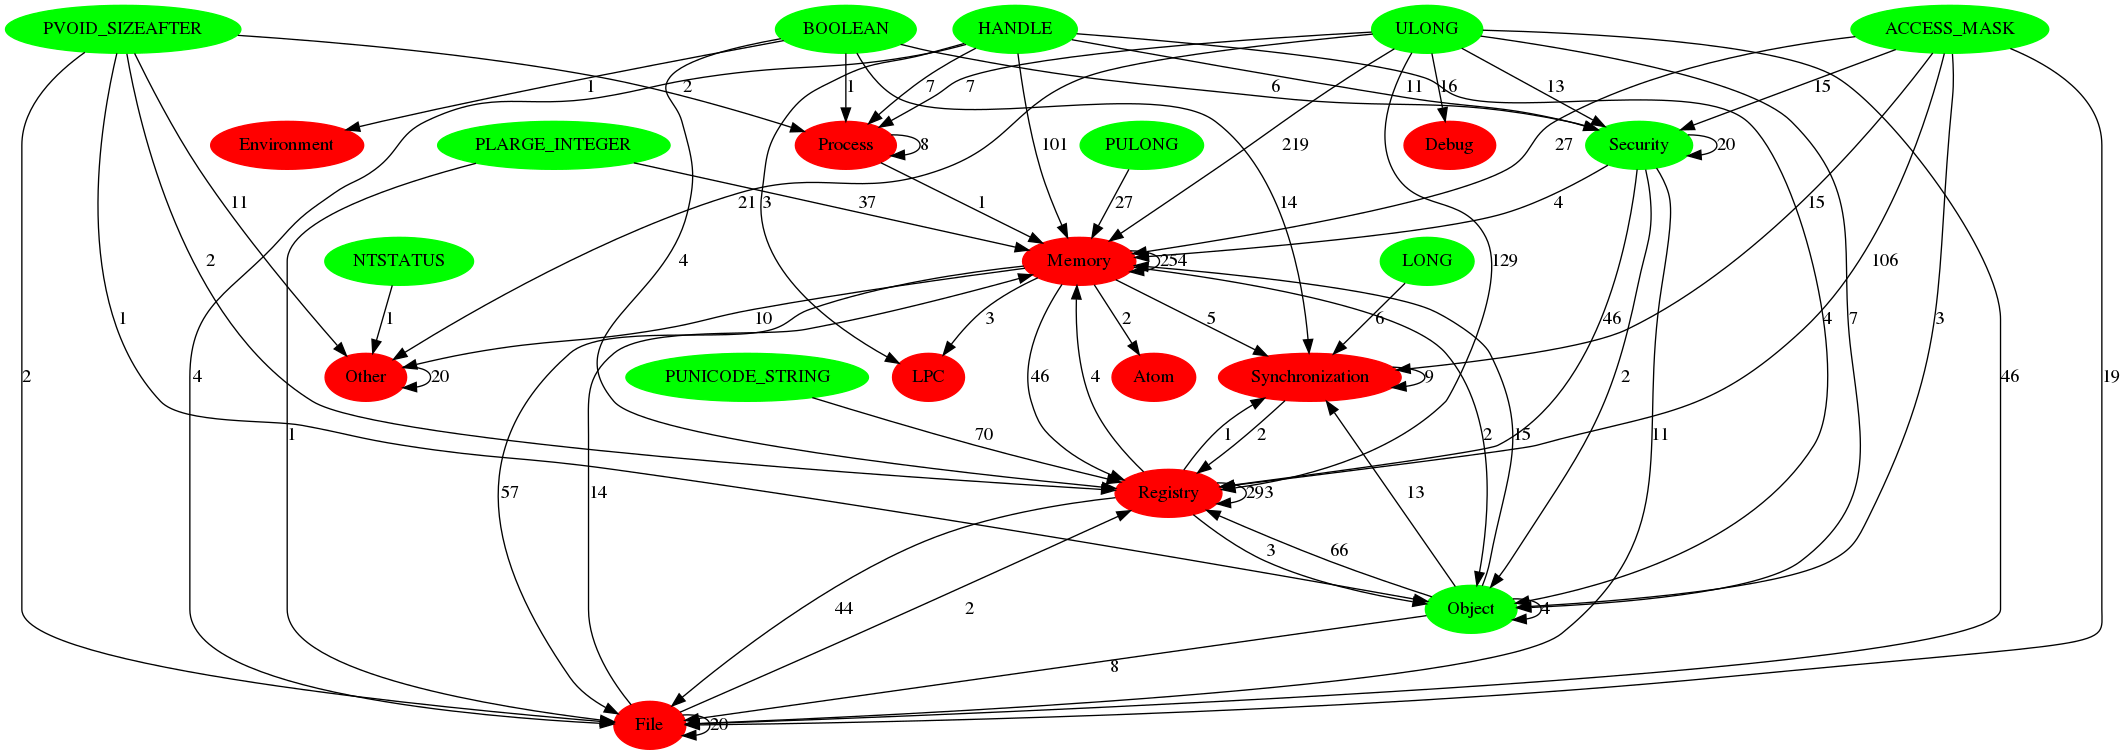 PVOID_SIZEAFTER BOOLEAN HANDLE ULONG ACCESS_MASK
1 2 1 7 7 6 11 16 13 15
Environment PLARGE_INTEGER Process 8 PULONG Debug Security 20
11 21 3 37 1 101 27 219 14 27 4 15
NTSTATUS Memory 254 LONG
2 4 129 106
1 2 4 1 10 57 14 3 46 4 2 5 6 46 2 4 7 3 46 19
Other 20 PUNICODE_STRING LPC Atom Synchronization 9
1 70 1 2 2 15 11
Registry 293
57 14 13
3 66
44 2 Object 4
8
File 20